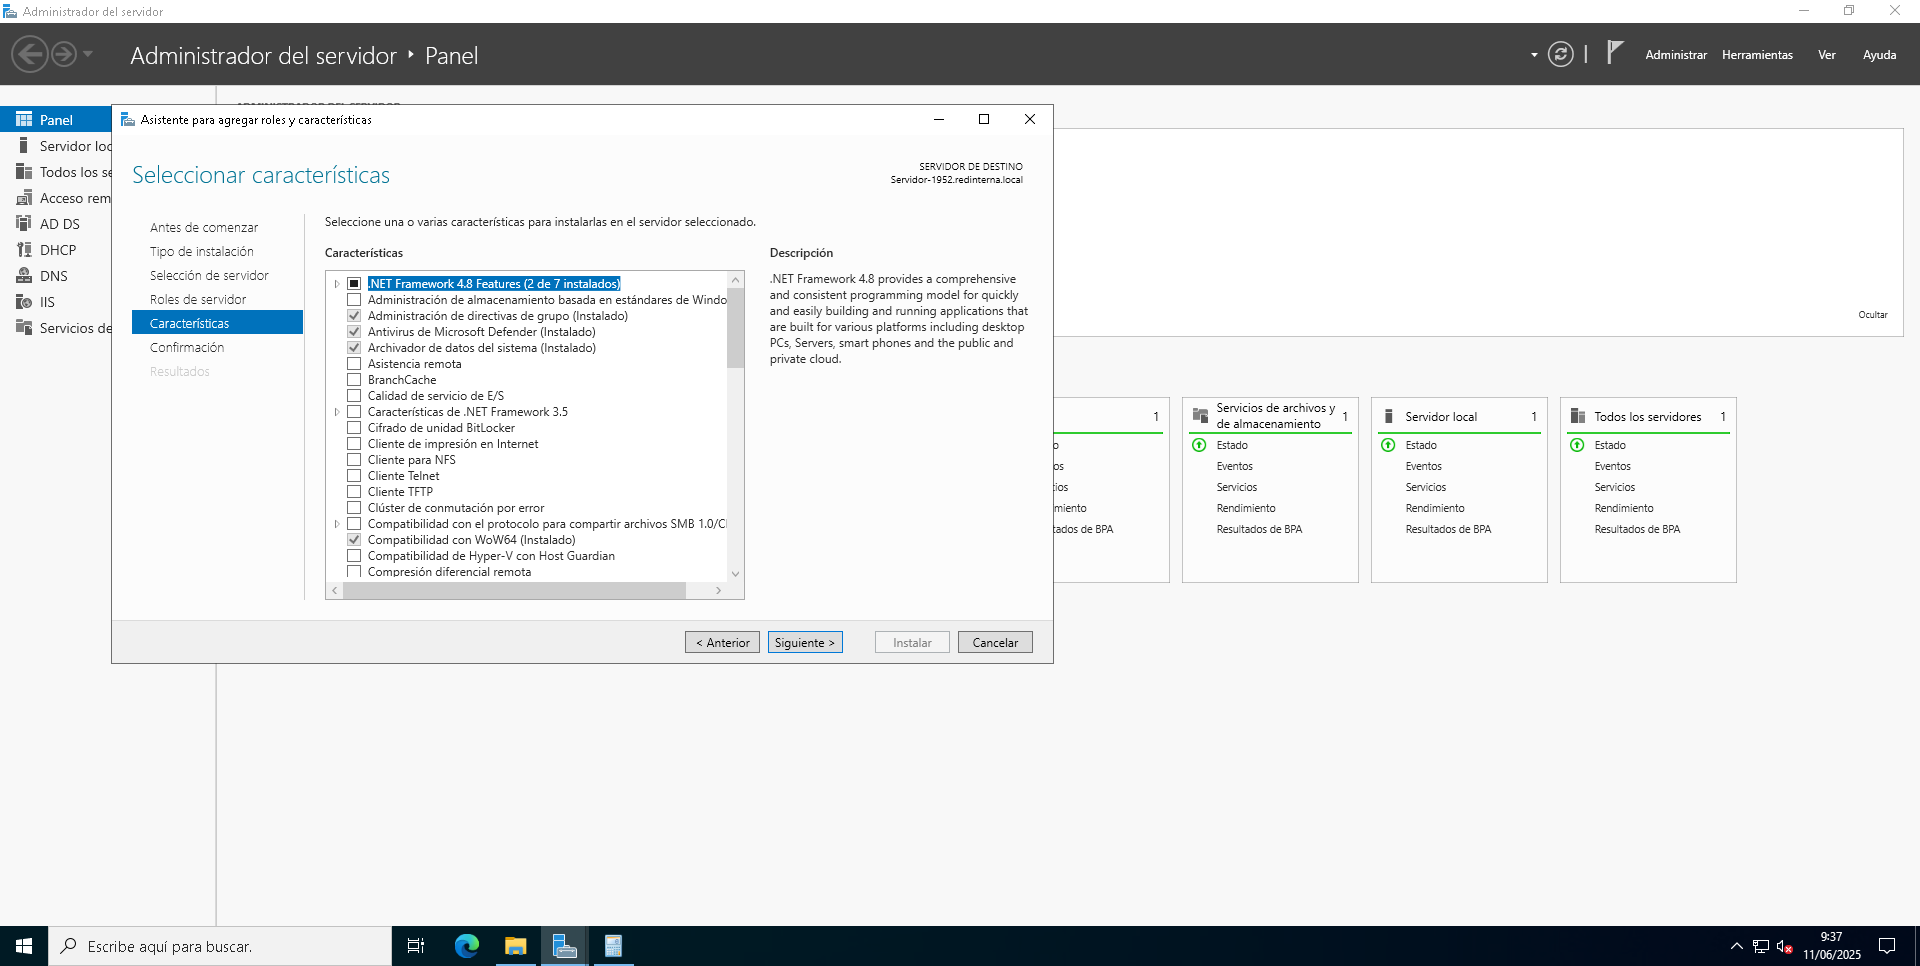 Administrador del servidor
Administrador del servidor ‣ Panel
Administrar
Herramientas
Ver
Ayuda
Panel
Servidor loc
Todos los se
Acceso rem
AD DS
DHCP
DNS
IIS
Servicios de
ADMINISTRADOR DEL SERVIDOR
Asistente para agregar roles y características
Seleccionar características
SERVIDOR DE DESTINO
Servidor-1952.redinterna.local
Antes de comenzar
Tipo de instalación
Selección de servidor
Roles de servidor
Características
Confirmación
Resultados
Seleccione una o varias características para instalarlas en el servidor seleccionado.
Características
.NET Framework 4.8 Features (2 de 7 instalados)
Administración de almacenamiento basada en estándares de Windo
Administración de directivas de grupo (Instalado)
Antivirus de Microsoft Defender (Instalado)
Archivador de datos del sistema (Instalado)
Asistencia remota
BranchCache
Calidad de servicio de E/S
Características de .NET Framework 3.5
Cifrado de unidad BitLocker
Cliente de impresión en Internet
Cliente para NFS
Cliente Telnet
Cliente TFTP
Clúster de conmutación por error
Compatibilidad con el protocolo para compartir archivos SMB 1.0/CI
Compatibilidad con WoW64 (Instalado)
Compatibilidad de Hyper-V con Host Guardian
Compresión diferencial remota
Descripción
.NET Framework 4.8 provides a comprehensive
and consistent programming model for quickly
and easily building and running applications that
are built for various platforms including desktop
PCs, Servers, smart phones and the public and
private cloud.
< Anterior
Siguiente >
Instalar
Cancelar
Ocultar
1
o
os
ios
miento
tados de BPA
Servicios de archivos y
de almacenamiento
1
Estado
Eventos
Servicios
Rendimiento
Resultados de BPA
Servidor local
1
Estado
Eventos
Servicios
Rendimiento
Resultados de BPA
Todos los servidores
1
Estado
Eventos
Servicios
Rendimiento
Resultados de BPA
Escribe aquí para buscar.
9:37
11/06/2025